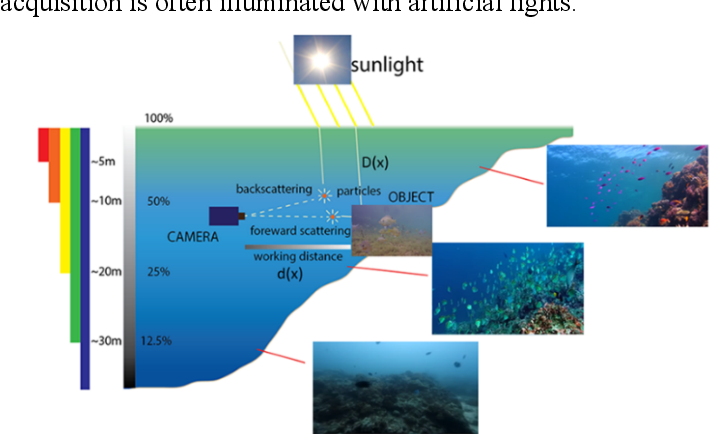 acquisition is often illuminated with artificial lights.
sunlight
100%
D(x)
~5m
backscattering
particles
OBJECT
~10m
50%
CAMERA
foreward scattering
working distance
d(x)
~20m
25%
~30m
12.5%